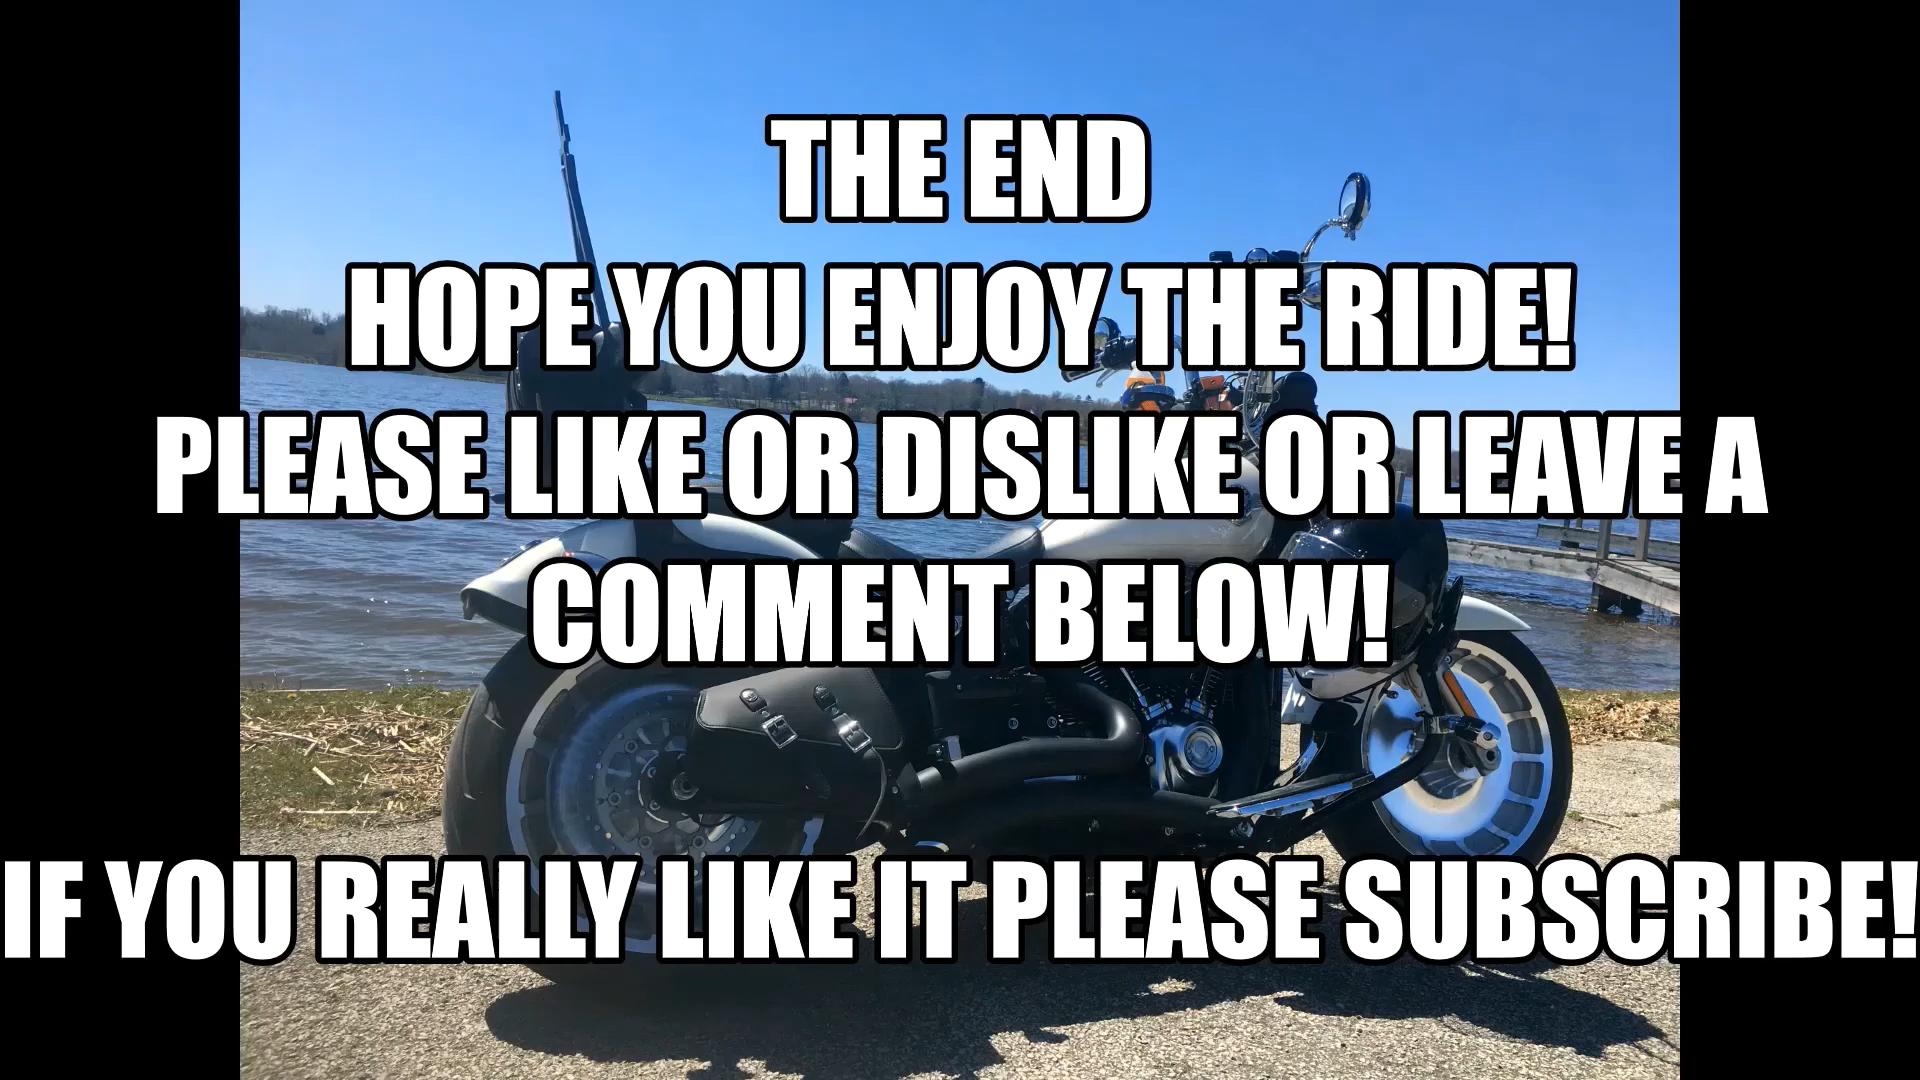 THE END
HOPE YOU ENJOY THE RIDE!
PLEASE LIKE OR DISLIKE OR LEAVE A
COMMENT BELOW!
IF YOU REALLY LIKE IT PLEASE SUBSCRIBE!